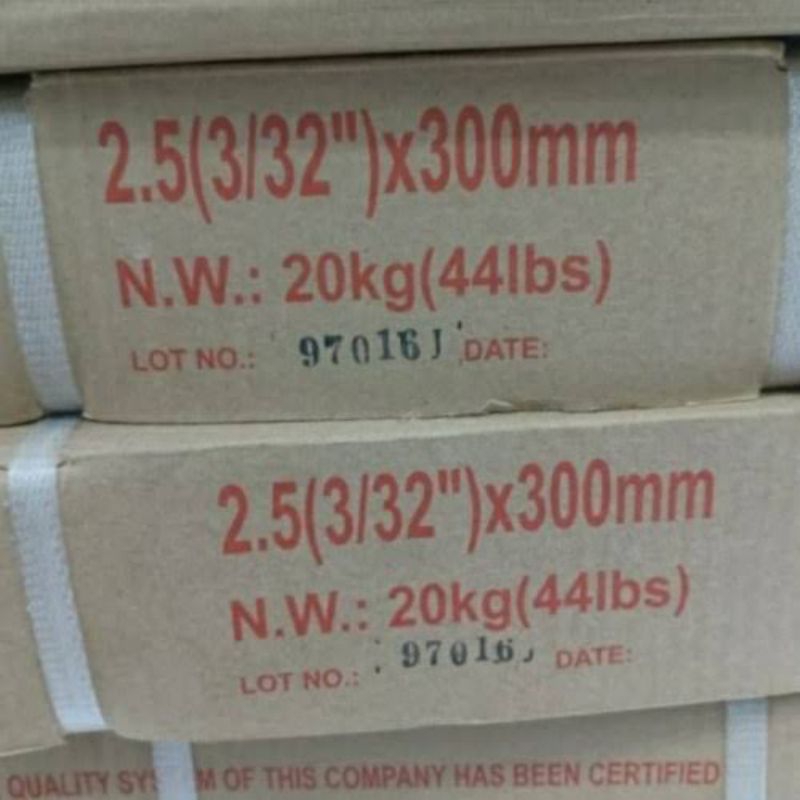 2.5(3/32")x300mm
N.W.: 20kg(44lbs)
LOT NO.: 97016J DATE:
2.5(3/32")x300mm
N.W.: 20kg(44lbs)
LOT NO.: 97016J DATE:
QUALITY OF THIS COMPANY HAS BEEN CERTIFIED